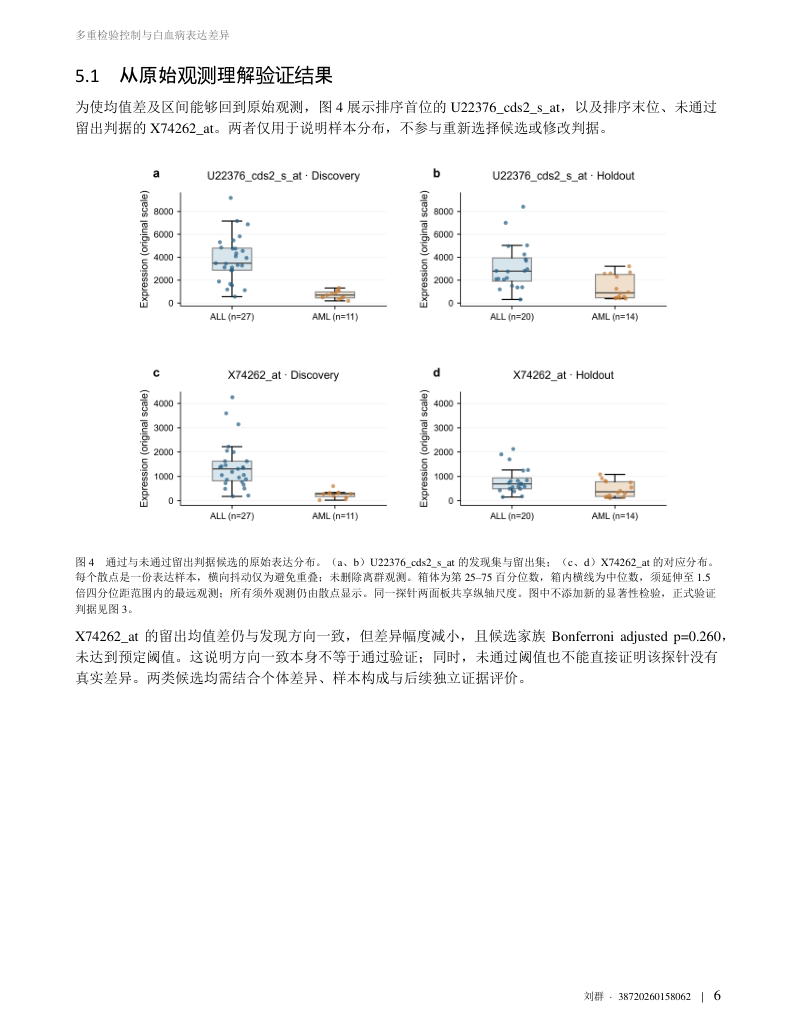 多重检验控制与白血病表达差异
5.1 从原始观测理解验证结果
为使均值差及区间能够回到原始观测，图 4 展示排序首位的 U22376_cds2_s_at，以及排序末位、未通过
留出判据的 X74262_at。两者仅用于说明样本分布，不参与重新选择候选或修改判据。
a U22376_cds2_s_at · Discovery
Expression (original scale)
8000
6000
4000
2000
0
ALL (n=27) AML (n=11)
b U22376_cds2_s_at · Holdout
Expression (original scale)
8000
6000
4000
2000
0
ALL (n=20) AML (n=14)
c X74262_at · Discovery
Expression (original scale)
4000
3000
2000
1000
0
ALL (n=27) AML (n=11)
d X74262_at · Holdout
Expression (original scale)
4000
3000
2000
1000
0
ALL (n=20) AML (n=14)
图 4 通过与未通过留出判据候选的原始表达分布。（a、b）U22376_cds2_s_at 的发现集与留出集；（c、d）X74262_at 的对应分布。
每个散点是一份表达样本，横向抖动仅为避免重叠；未删除离群观测。箱体为第 25–75 百分位数，箱内横线为中位数，须延伸至 1.5
倍四分位距范围内的最远观测；所有须外观测仍由散点显示。同一探针两面板共享纵轴尺度。图中不添加新的显著性检验，正式验证
判据见图 3。
X74262_at 的留出均值差仍与发现方向一致，但差异幅度减小，且候选家族 Bonferroni adjusted p=0.260，
未达到预定阈值。这说明方向一致本身不等于通过验证；同时，未通过阈值也不能直接证明该探针没有
真实差异。两类候选均需结合个体差异、样本构成与后续独立证据评价。
刘群 · 38720260158062 | 6